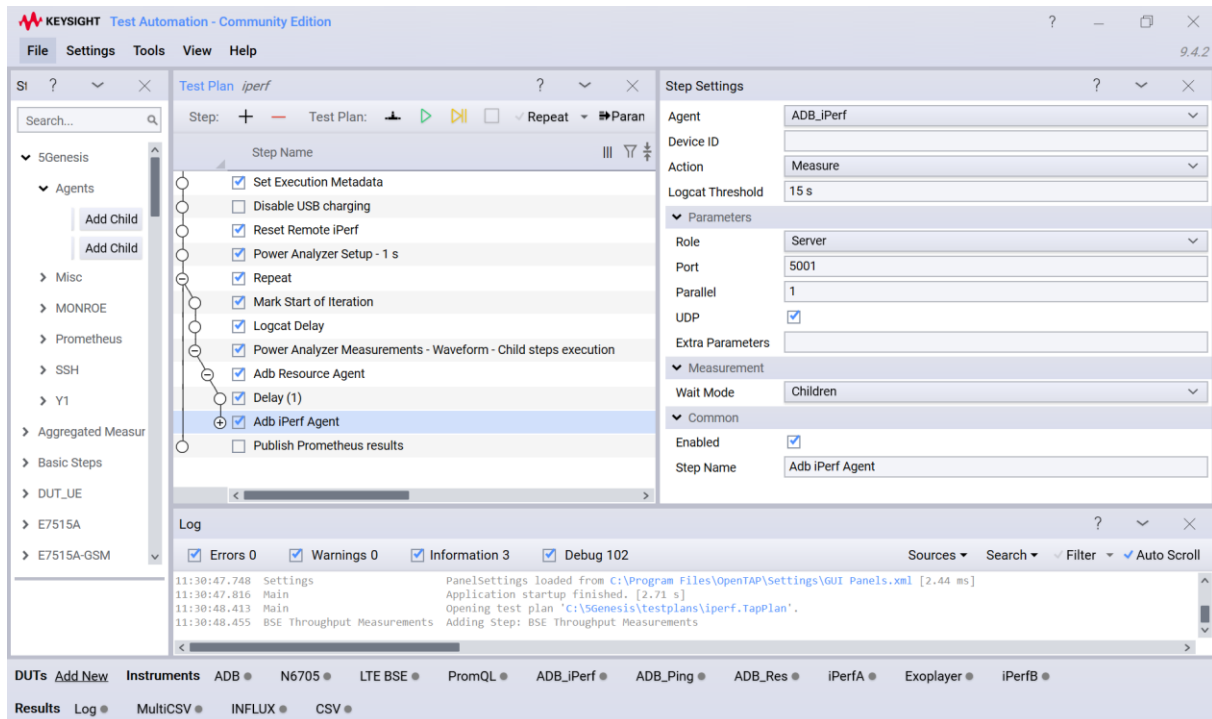 KEYSIGHT Test Automation - Community Edition ?
File Settings Tools View Help 9.4.2
St ?
Search...
5Genesis
Agents
Add Child
Add Child
Misc
MONROE
Prometheus
SSH
Y1
Aggregated Measur
Basic Steps
DUT_UE
E7515A
E7515A-GSM
Test Plan iperf ?
Step: Test Plan: Repeat Param
Step Name
Set Execution Metadata
Disable USB charging
Reset Remote iPerf
Power Analyzer Setup - 1 s
Repeat
Mark Start of Iteration
Logcat Delay
Power Analyzer Measurements - Waveform - Child steps execution
Adb Resource Agent
Delay (1)
Adb iPerf Agent
Publish Prometheus results
Step Settings ?
Agent ADB_iPerf
Device ID
Action Measure
Logcat Threshold 15 s
Parameters
Role Server
Port 5001
Parallel 1
UDP
Extra Parameters
Measurement
Wait Mode Children
Common
Enabled
Step Name Adb iPerf Agent
Log ?
Errors 0 Warnings 0 Information 3 Debug 102 Sources Search Filter Auto Scroll
11:30:47.748 Settings PanelSettings loaded from C:\Program Files\OpenTAP\Settings\GUI Panels.xml [2.44 ms]
11:30:47.816 Main Application startup finished. [2.71 s]
11:30:48.413 Main Opening test plan 'C:\5Genesis\testplans\iperf.TapPlan'.
11:30:48.455 BSE Throughput Measurements Adding Step: BSE Throughput Measurements
DUTs Add New Instruments ADB N6705 LTE BSE PromQL ADB_iPerf ADB_Ping ADB_Res iPerfA Exoplayer iPerfB
Results Log MultiCSV INFLUX CSV